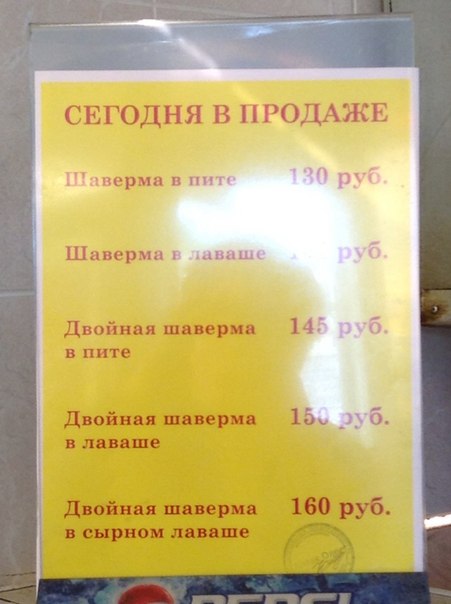 СЕГОДНЯ В ПРОДАЖЕ
Шаверма в пите 130 руб.
Шаверма в лаваше руб.
Двойная шаверма 145 руб.
в пите
Двойная шаверма 150 руб.
в лаваше
Двойная шаверма 160 руб.
в сырном лаваше
PEPSI